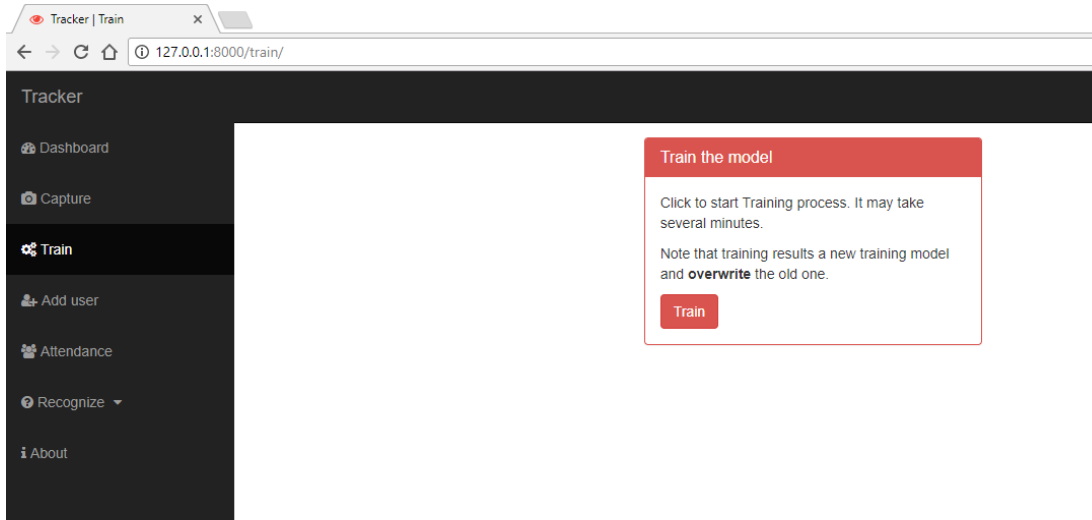 Tracker | Train
127.0.0.1:8000/train/
Tracker
Dashboard
Capture
Train
Add user
Attendance
Recognize
About
Train the model
Click to start Training process. It may take
several minutes.
Note that training results a new training model
and overwrite the old one.
Train